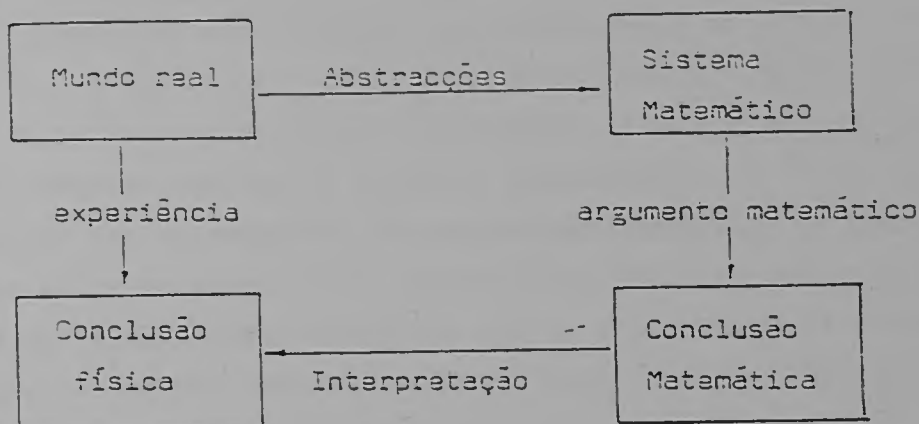 Mundo real
Abstracções
Sistema
Matemático
experiência
argumento matemático
Conclusão
física
Interpretação
Conclusão
Matemática